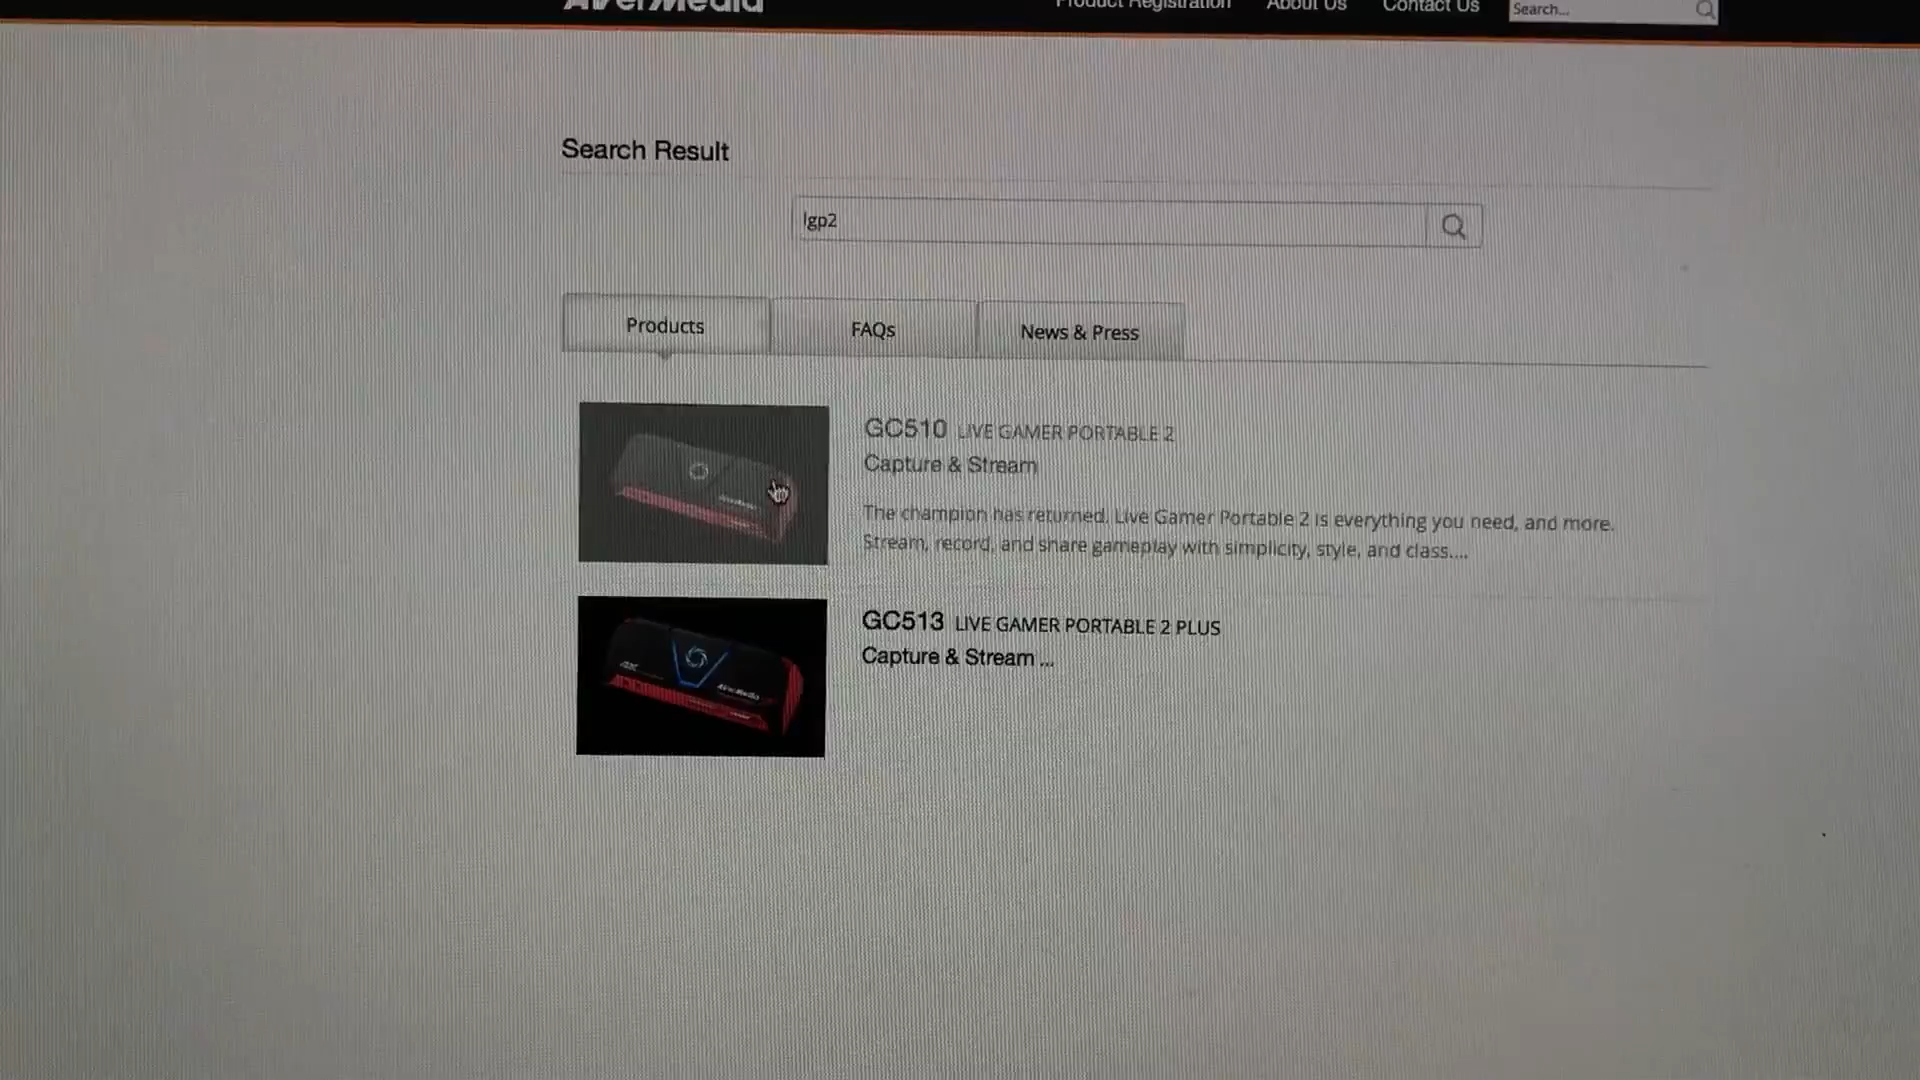 AVerMedia
Product Registration
About Us
Contact Us
Search...
Search Result
lgp2
Products
FAQs
News & Press
GC510 LIVE GAMER PORTABLE 2
Capture & Stream
The champion has returned. Live Gamer Portable 2 is everything you need, and more.
Stream, record, and share gameplay with simplicity, style, and class....
GC513 LIVE GAMER PORTABLE 2 PLUS
Capture & Stream ...